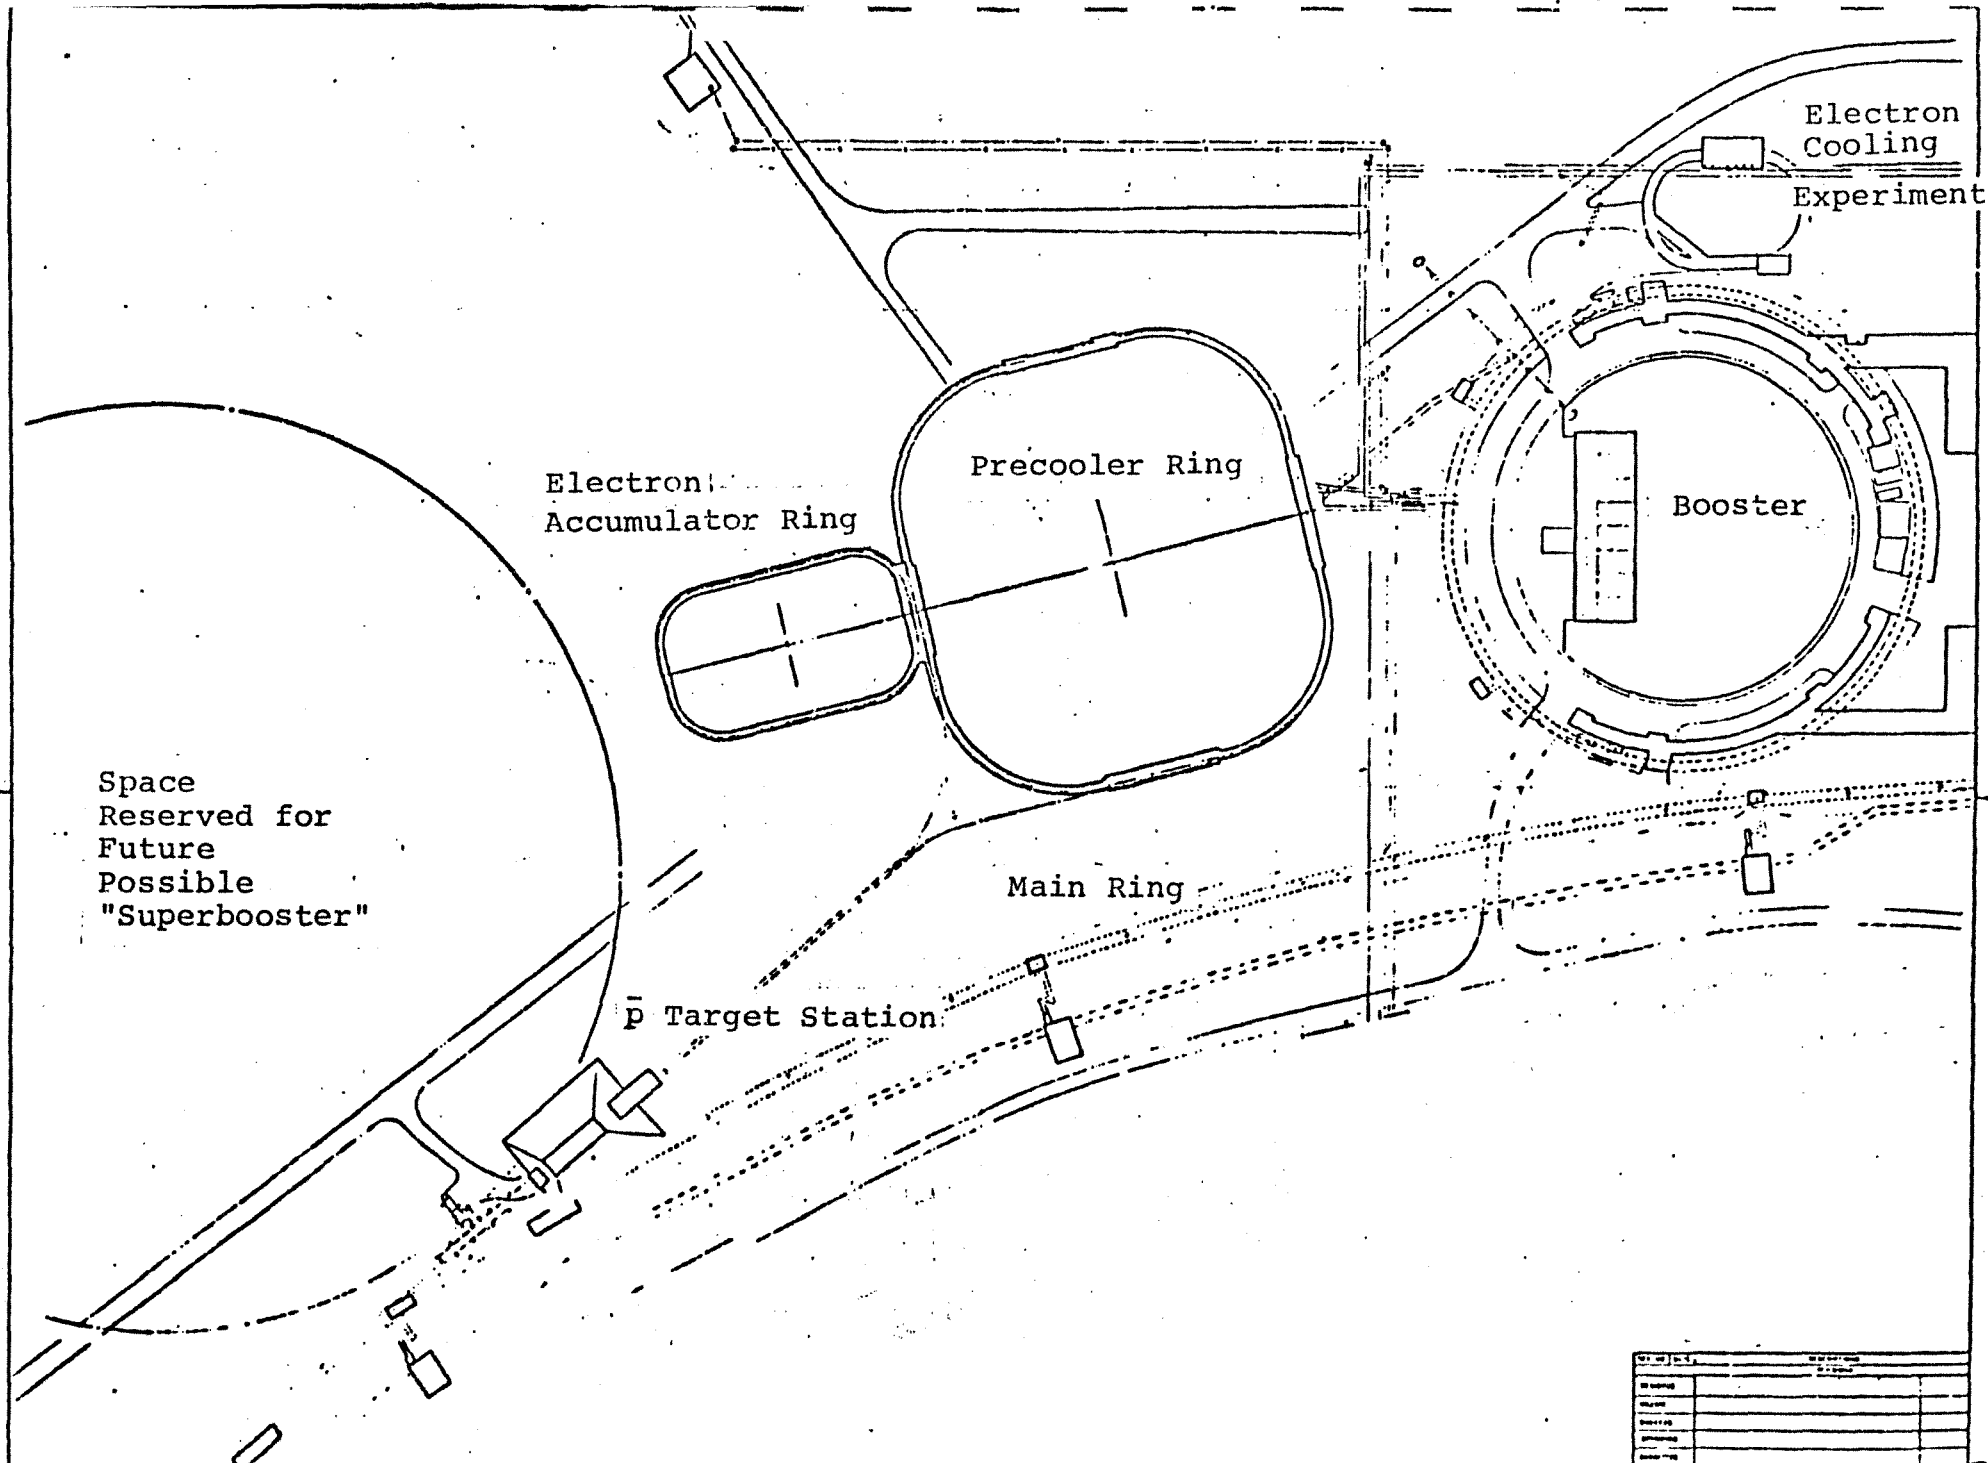 Electron
Cooling
Experiment
Precooler Ring
Electron
Accumulator Ring
Booster
Space
Reserved for
Future
Possible
"Superbooster"
Main Ring
p̄ Target Station